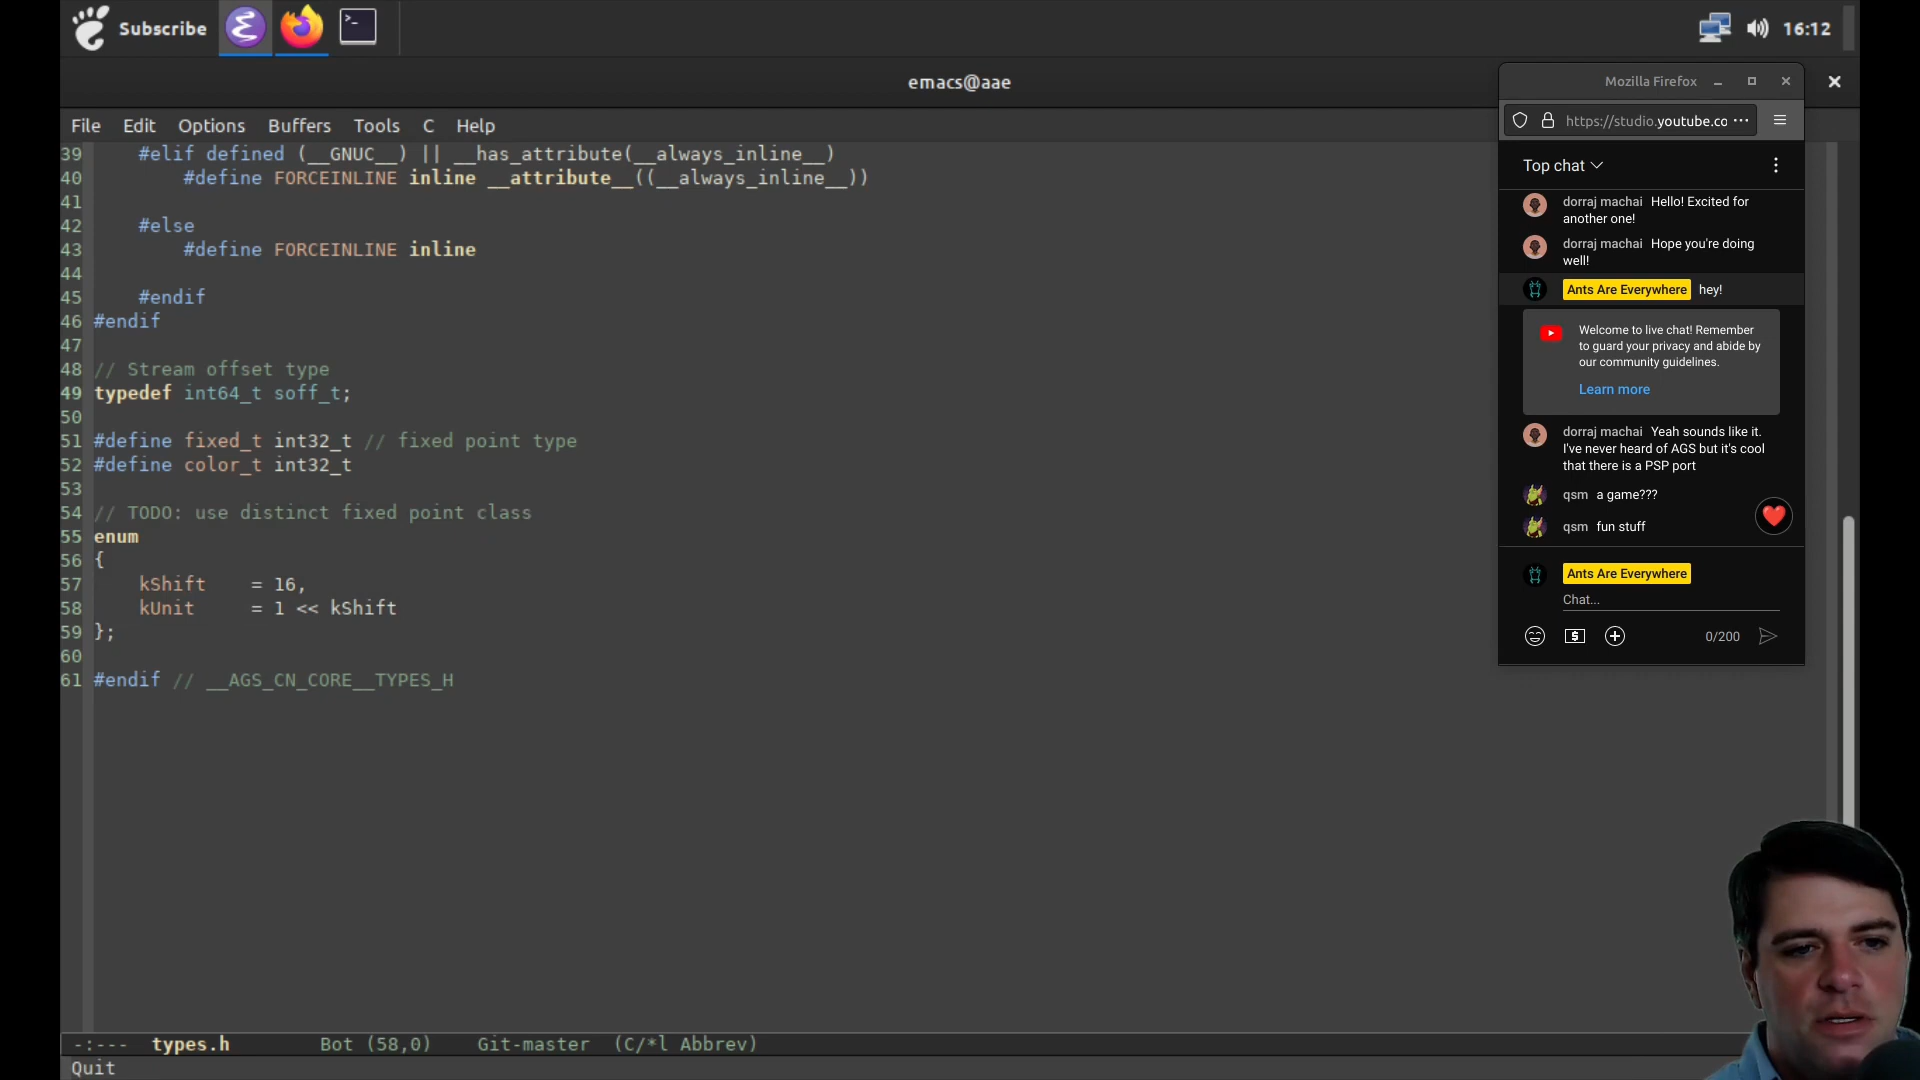 Subscribe
16:12
emacs@aae
File Edit Options Buffers Tools C Help
39 #elif defined (__GNUC__) || __has_attribute(__always_inline__)
40 #define FORCEINLINE inline __attribute__((__always_inline__))
41
42 #else
43 #define FORCEINLINE inline
44
45 #endif
46 #endif
47
48 // Stream offset type
49 typedef int64_t soff_t;
50
51 #define fixed_t int32_t // fixed point type
52 #define color_t int32_t
53
54 // TODO: use distinct fixed point class
55 enum
56 {
57 kShift = 16,
58 kUnit = 1 << kShift
59 };
60
61 #endif // __AGS_CN_CORE__TYPES_H
-:--- types.h Bot (58,0) Git-master (C/*l Abbrev)
Quit
Mozilla Firefox
https://studio.youtube.co
Top chat
dorraj machai Hello! Excited for
another one!
dorraj machai Hope you're doing
well!
Ants Are Everywhere hey!
Welcome to live chat! Remember
to guard your privacy and abide by
our community guidelines.
Learn more
dorraj machai Yeah sounds like it.
I've never heard of AGS but it's cool
that there is a PSP port
qsm a game???
qsm fun stuff
Ants Are Everywhere
Chat...
0/200